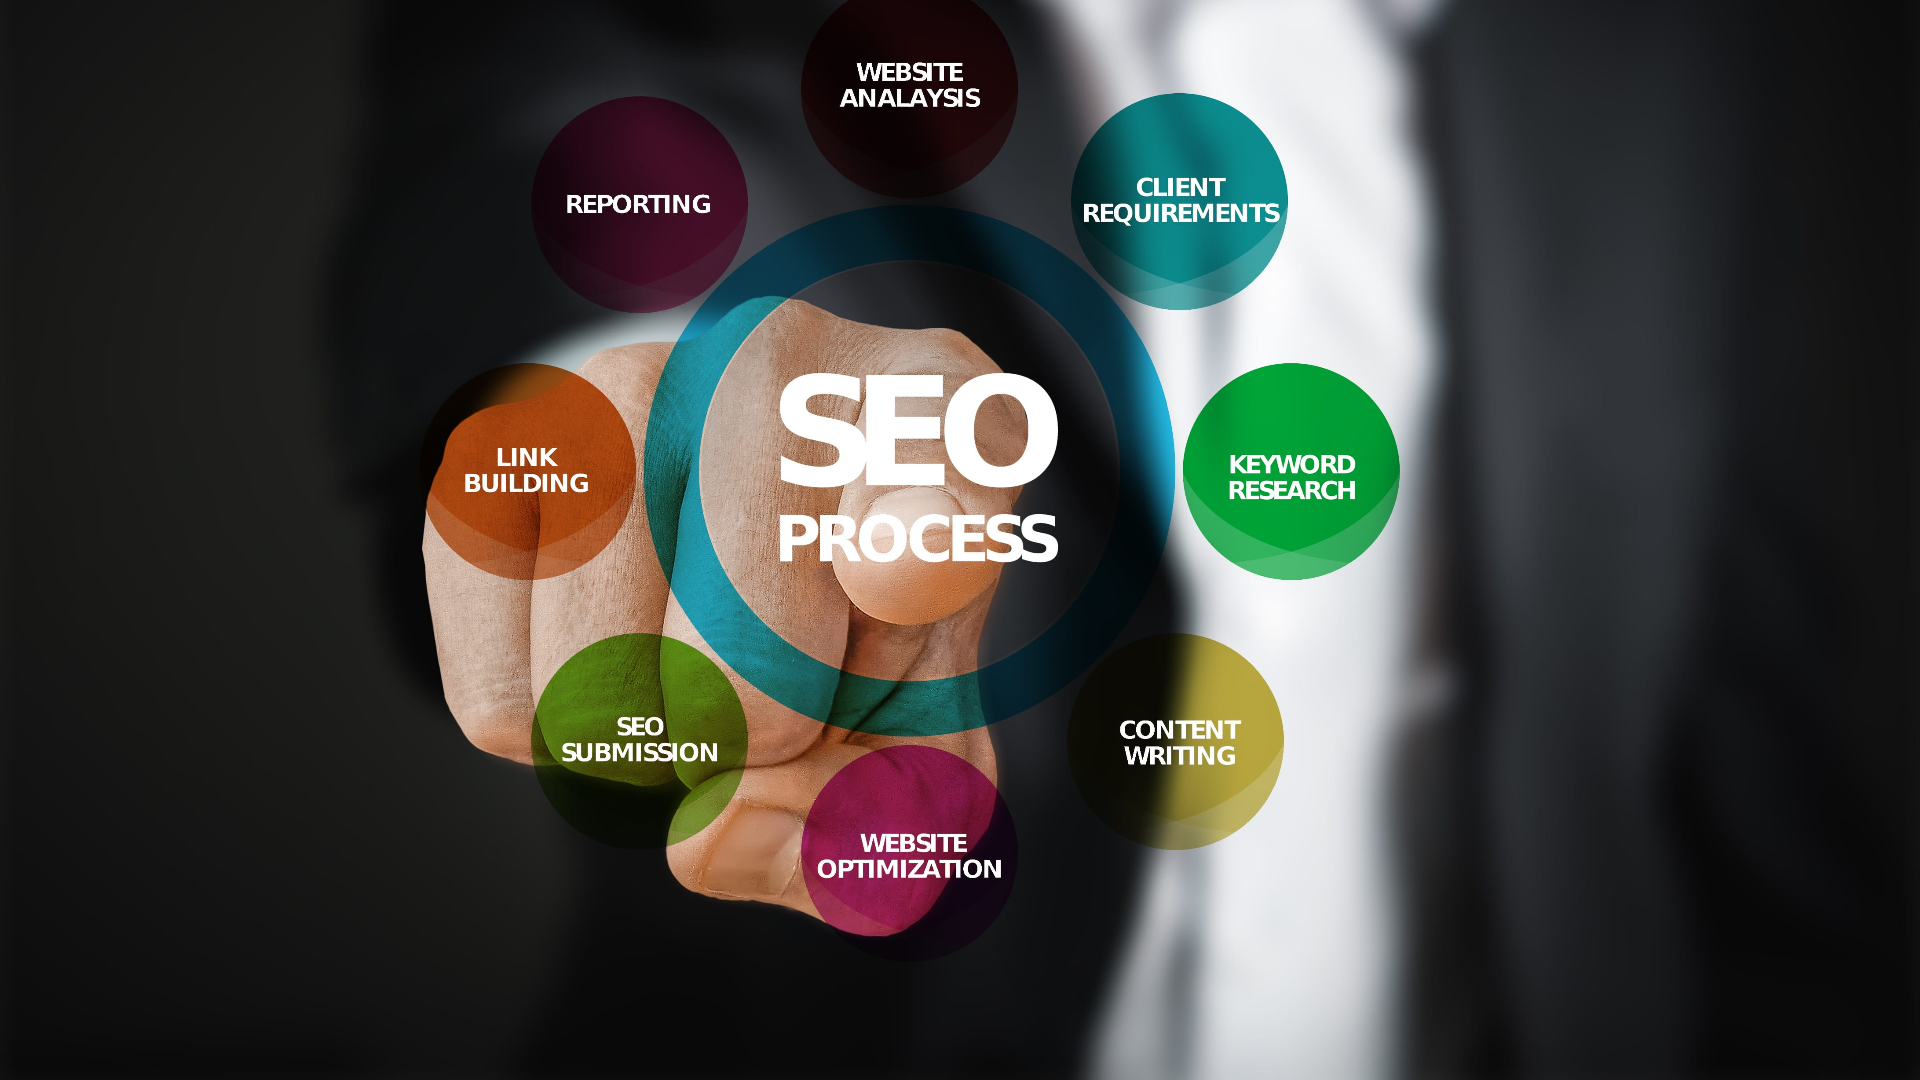 WEBSITE
ANALAYSIS
CLIENT
REQUIREMENTS
KEYWORD
RESEARCH
CONTENT
WRITING
WEBSITE
OPTIMIZATION
SEO
SUBMISSION
LINK
BUILDING
REPORTING
SEO
PROCESS